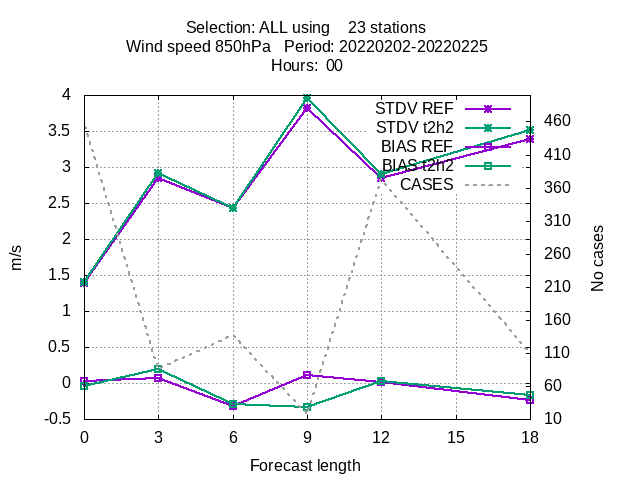 Selection: ALL using    23 stations
Wind speed 850hPa   Period: 20220202-20220225
Hours:  00
STDV REF
STDV t2h2
BIAS REF
BIAS t2h2
CASES
4
3.5
3
2.5
2
1.5
1
0.5
0
-0.5
m/s
460
410
360
310
260
210
160
110
60
10
No cases
0 3 6 9 12 15 18
Forecast length